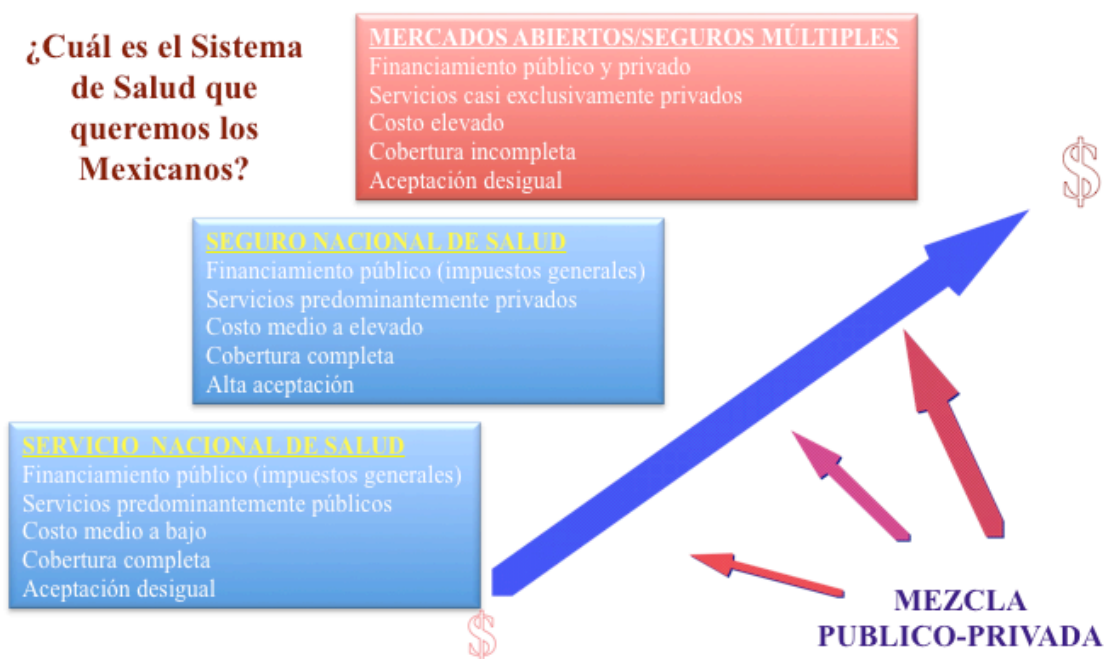 ¿Cuál es el Sistema
de Salud que
queremos los
Mexicanos?
MERCADOS ABIERTOS/SEGUROS MÚLTIPLES
Financiamiento público y privado
Servicios casi exclusivamente privados
Costo elevado
Cobertura incompleta
Aceptación desigual
$
SEGURO NACIONAL DE SALUD
Financiamiento público (impuestos generales)
Servicios predominantemente privados
Costo medio a elevado
Cobertura completa
Alta aceptación
SERVICIO NACIONAL DE SALUD
Financiamiento público (impuestos generales)
Servicios predominantemente públicos
Costo medio a bajo
Cobertura completa
Aceptación desigual
$
MEZCLA
PUBLICO-PRIVADA